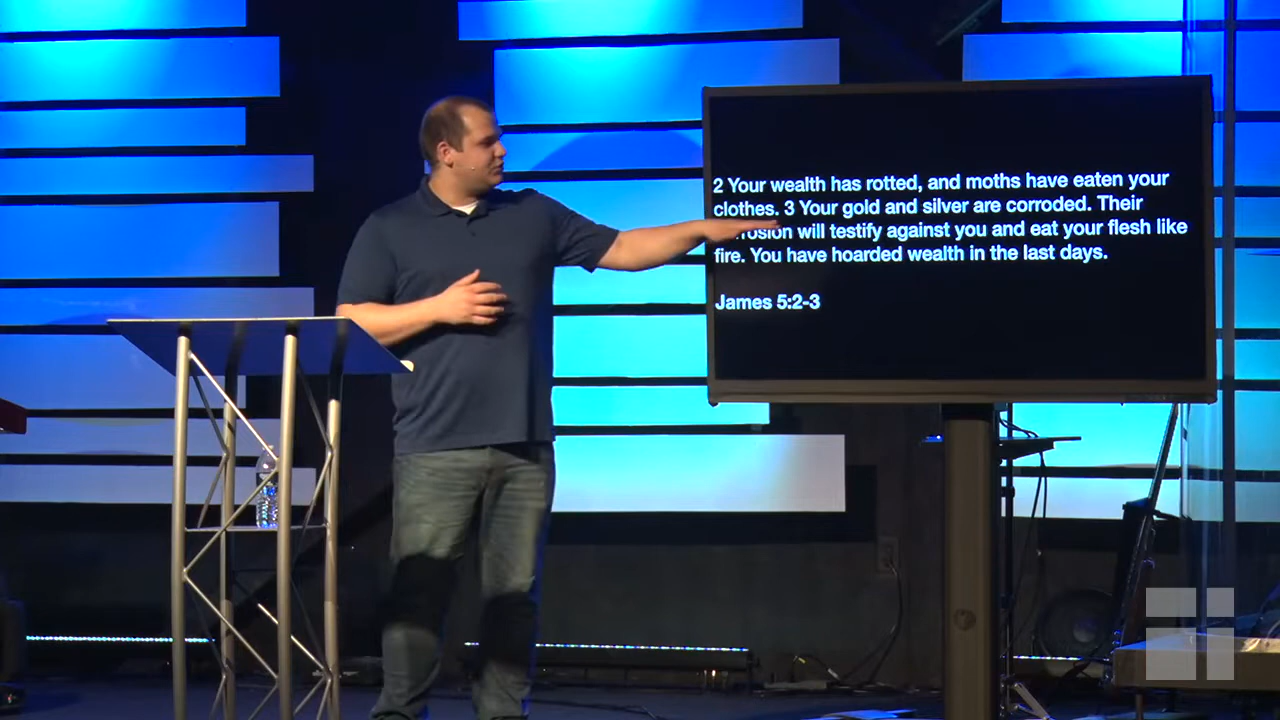 2 Your wealth has rotted, and moths have eaten your
clothes. 3 Your gold and silver are corroded. Their
will testify against you and eat your flesh like
fire. You have hoarded wealth in the last days.
James 5:2-3